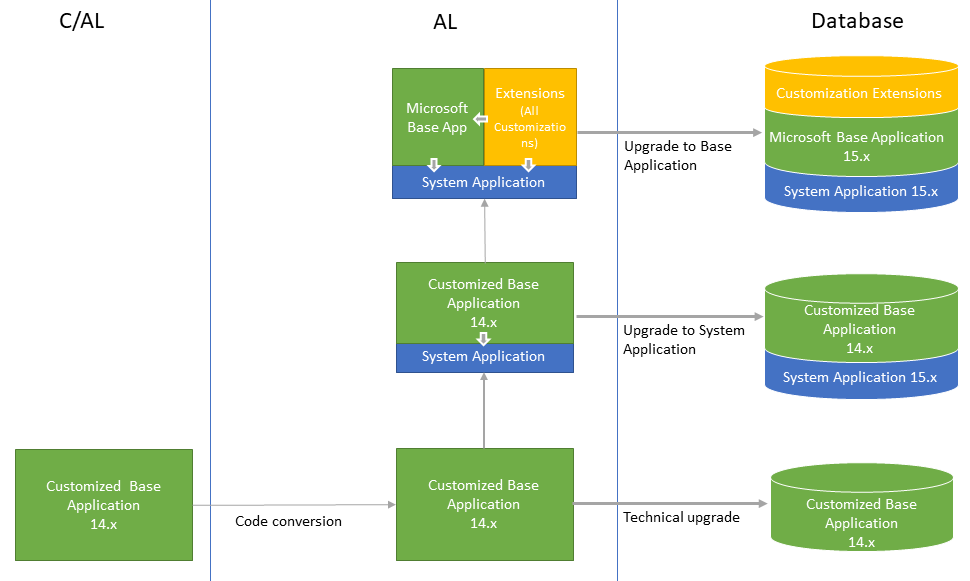 C/AL
AL
Database
Microsoft
Base App
Extensions
(All
Customizatio
ns)
System Application
Upgrade to Base
Application
Customization Extensions
Microsoft Base Application
15.x
System Application 15.x
Customized Base
Application
14.x
System Application
Upgrade to System
Application
Customized Base
Application
14.x
System Application 15.x
Customized Base
Application
14.x
Code conversion
Customized Base
Application
14.x
Technical upgrade
Customized Base
Application
14.x